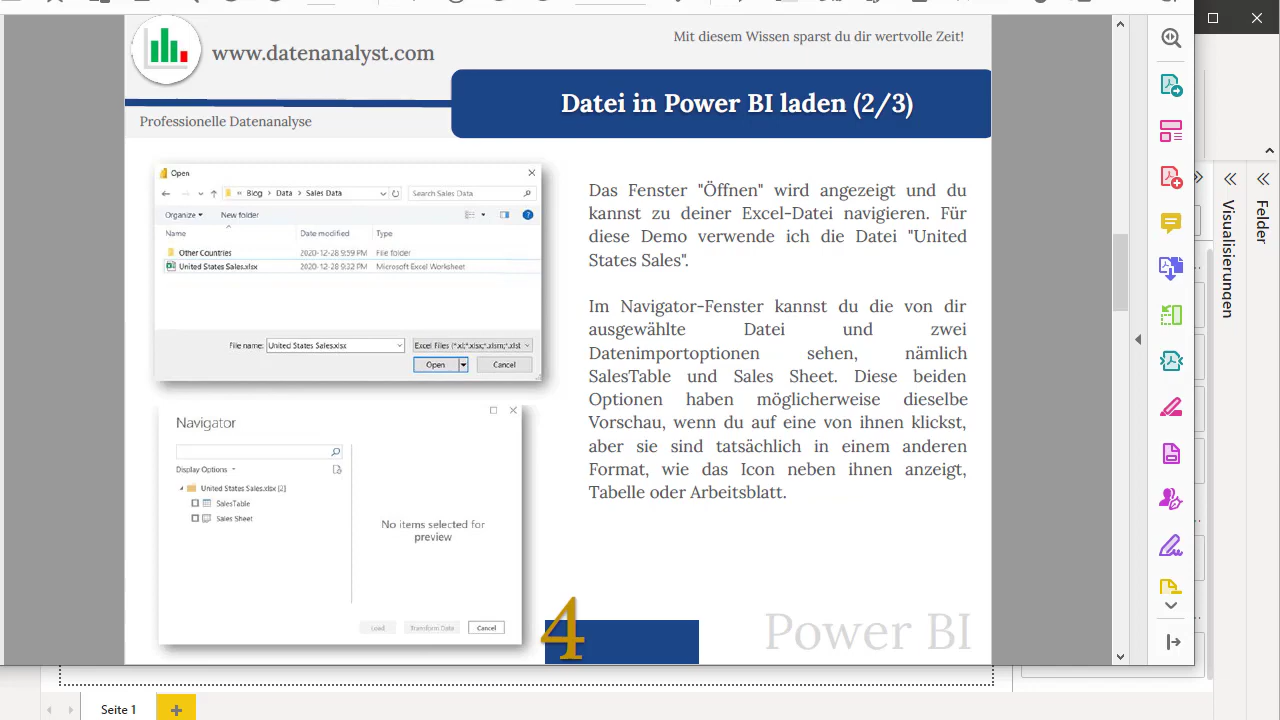 Mit diesem Wissen sparst du dir wertvolle Zeit!
www.datenanalyst.com
Datei in Power BI laden (2/3)
Professionelle Datenanalyse
Open
« Blog > Data > Sales Data
Search Sales Data
Organize
New folder
Name
Date modified
Type
Other Countries
2020-12-28 9:59 PM
File folder
United States Sales.xlsx
2020-12-28 9:32 PM
Microsoft Excel Worksheet
File name:
United States Sales.xlsx
Excel Files (*.xl;*.xlsx;*.xlsm;*.xlst
Open
Cancel
Das Fenster "Öffnen" wird angezeigt und du
kannst zu deiner Excel-Datei navigieren. Für
diese Demo verwende ich die Datei "United
States Sales".
Im Navigator-Fenster kannst du die von dir
ausgewählte Datei und zwei
Datenimportoptionen sehen, nämlich
SalesTable und Sales Sheet. Diese beiden
Optionen haben möglicherweise dieselbe
Vorschau, wenn du auf eine von ihnen klickst,
aber sie sind tatsächlich in einem anderen
Format, wie das Icon neben ihnen anzeigt,
Tabelle oder Arbeitsblatt.
Navigator
Display Options
United States Sales.xlsx [2]
SalesTable
Sales Sheet
No items selected for
preview
Load
Transform Data
Cancel
4
Power BI
Visualisierungen
Felder
Seite 1